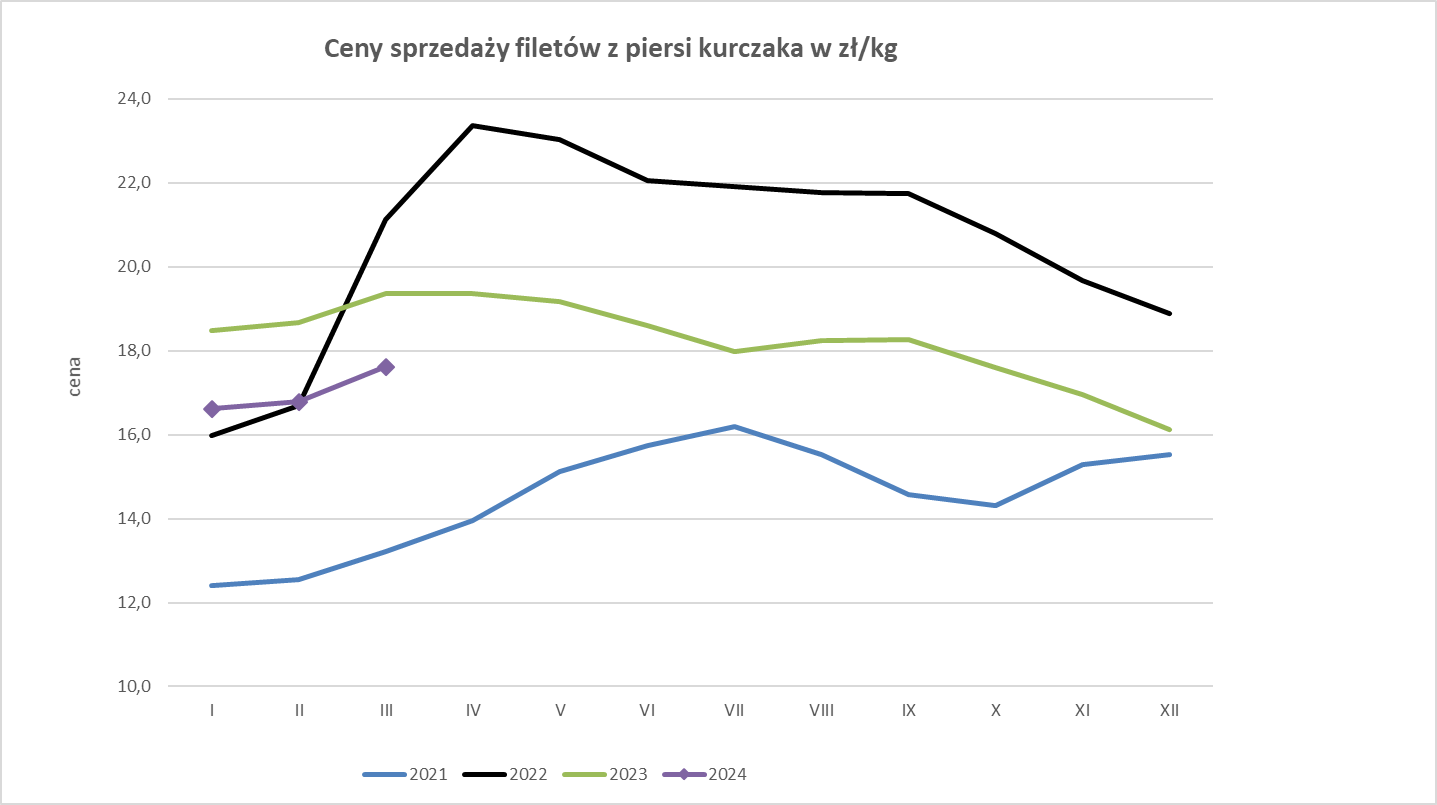 Ceny sprzedaży filetów z piersi kurczaka w zł/kg
24,0
22,0
20,0
18,0
16,0
14,0
12,0
10,0
cena
I II III IV V VI VII VIII IX X XI XII
2021 2022 2023 2024